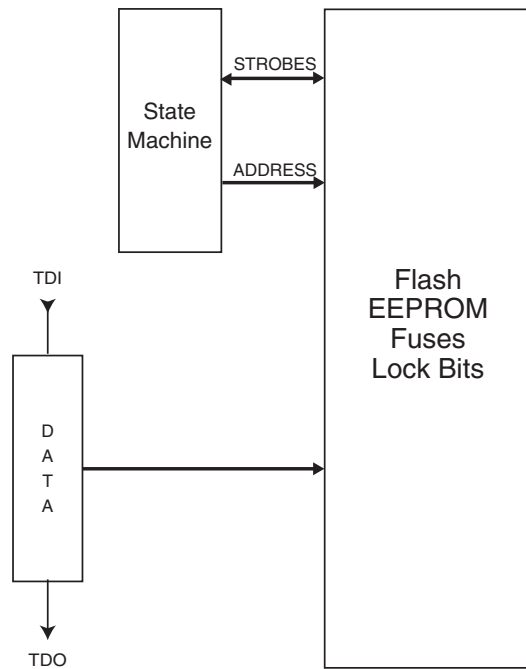 STROBES
State
Machine
ADDRESS
TDI
Flash
EEPROM
Fuses
Lock Bits
D
A
T
A
TDO